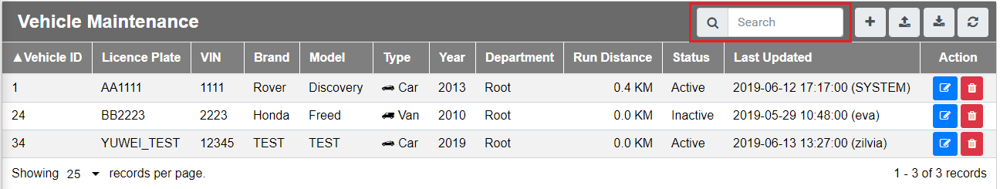 Vehicle Maintenance Search
▲Vehicle ID Licence Plate VIN Brand Model Type Year Department Run Distance Status Last Updated Action
1 AA1111 1111 Rover Discovery Car 2013 Root 0.4 KM Active 2019-06-12 17:17:00 (SYSTEM)
24 BB2223 2223 Honda Freed Van 2010 Root 0.0 KM Inactive 2019-05-29 10:48:00 (eva)
34 YUWEI_TEST 12345 TEST TEST Car 2019 Root 0.0 KM Active 2019-06-13 13:27:00 (zilvia)
Showing 25 records per page. 1 - 3 of 3 records